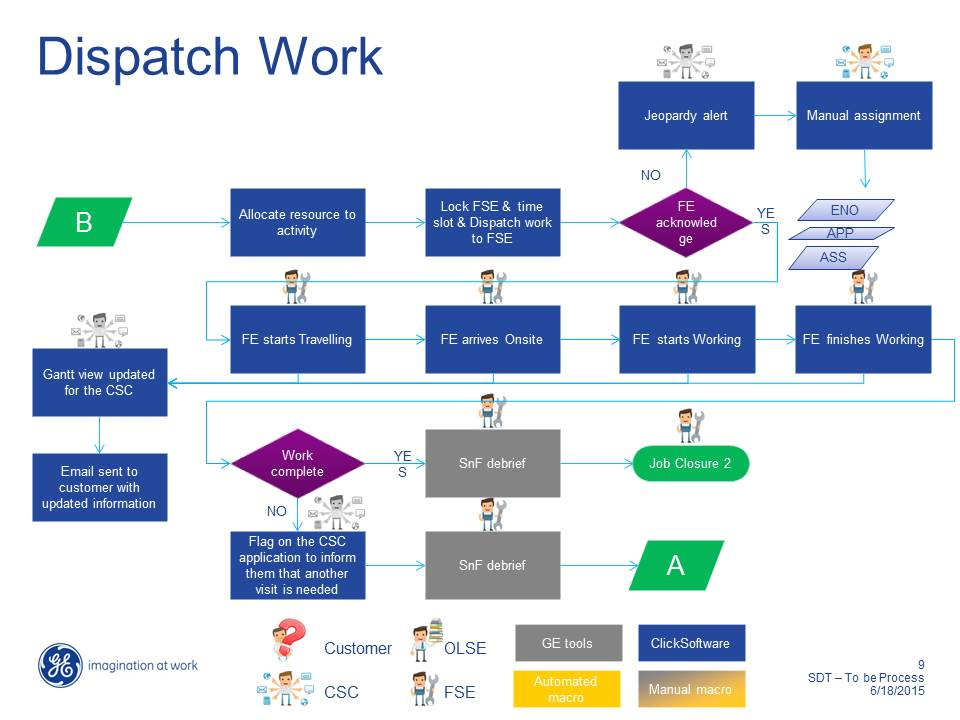 Dispatch Work
Jeopardy alert
Manual assignment
NO
B
Allocate resource to
activity
Lock FSE & time
slot & Dispatch work
to FSE
FE
acknowled
ge
YE
S
ENO
APP
ASS
FE starts Travelling
FE arrives Onsite
FE starts Working
FE finishes Working
Gantt view updated
for the CSC
Email sent to
customer with
updated information
Work
complete
YE
S
SnF debrief
Job Closure 2
NO
Flag on the CSC
application to inform
them that another
visit is needed
SnF debrief
A
Customer
OLSE
GE tools
ClickSoftware
CSC
FSE
Automated
macro
Manual macro
GE
imagination at work
9
SDT – To be Process
6/18/2015